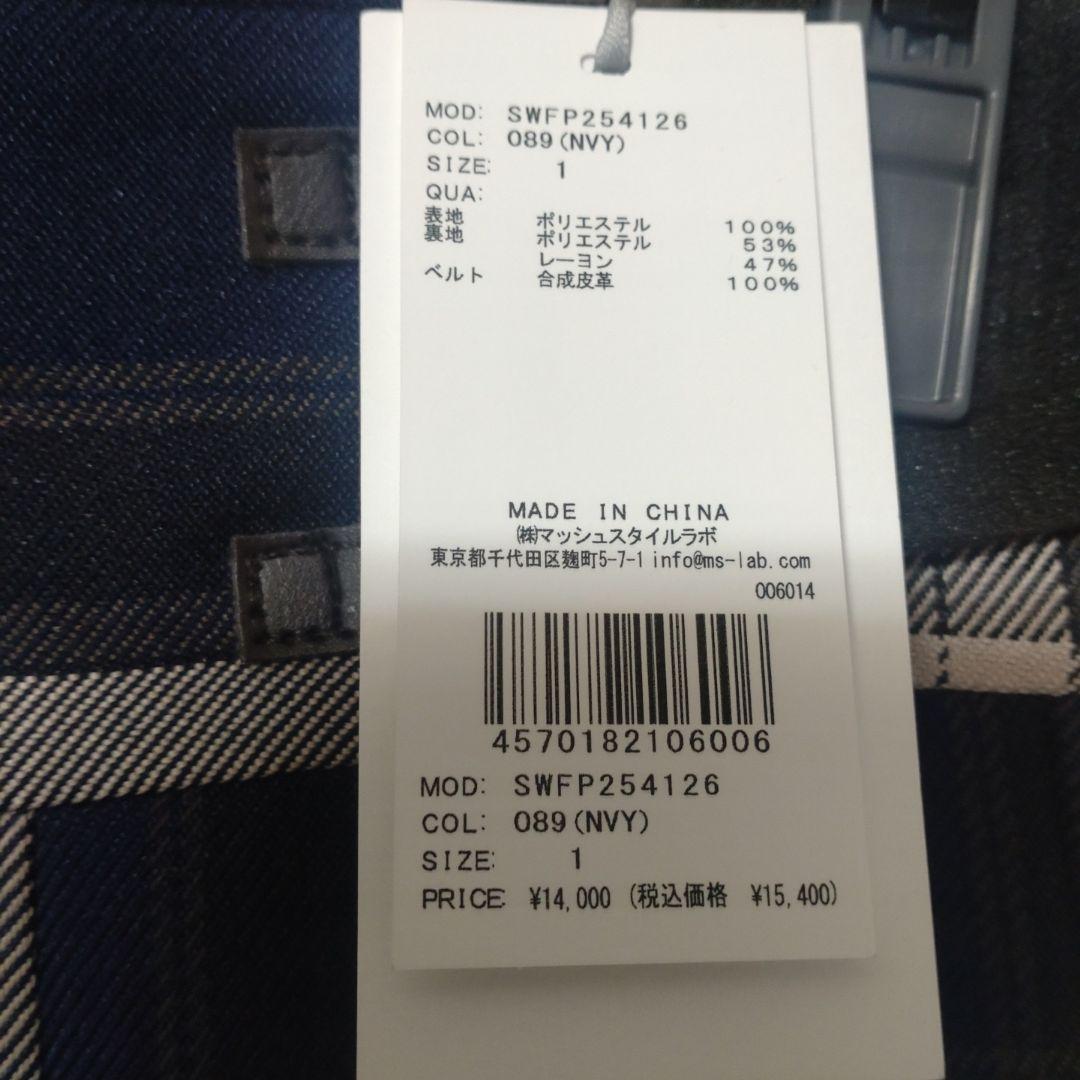 MOD: SWFP254126
COL: 089(NVY)
SIZE: 1
QUA:
表地 ポリエステル 100%
裏地 ポリエステル 53%
レーヨン 47%
ベルト 合成皮革 100%
MADE IN CHINA
㈱マッシュスタイルラボ
東京都千代田区麹町5-7-1 info@ms-lab.com
006014
4570182106006
MOD: SWFP254126
COL: 089(NVY)
SIZE: 1
PRICE: ¥14,000 (税込価格 ¥15,400)